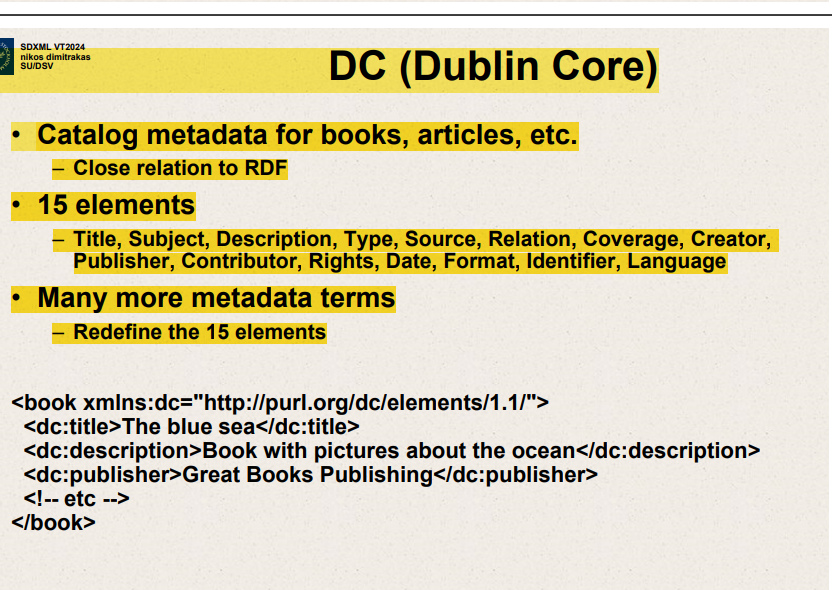 SDXML VT2024
nikos dimitrakas
SU/DSV
DC (Dublin Core)
• Catalog metadata for books, articles, etc.
– Close relation to RDF
• 15 elements
– Title, Subject, Description, Type, Source, Relation, Coverage, Creator,
Publisher, Contributor, Rights, Date, Format, Identifier, Language
• Many more metadata terms
– Redefine the 15 elements
<book xmlns:dc="http://purl.org/dc/elements/1.1/">
<dc:title>The blue sea</dc:title>
<dc:description>Book with pictures about the ocean</dc:description>
<dc:publisher>Great Books Publishing</dc:publisher>
<!-- etc -->
</book>